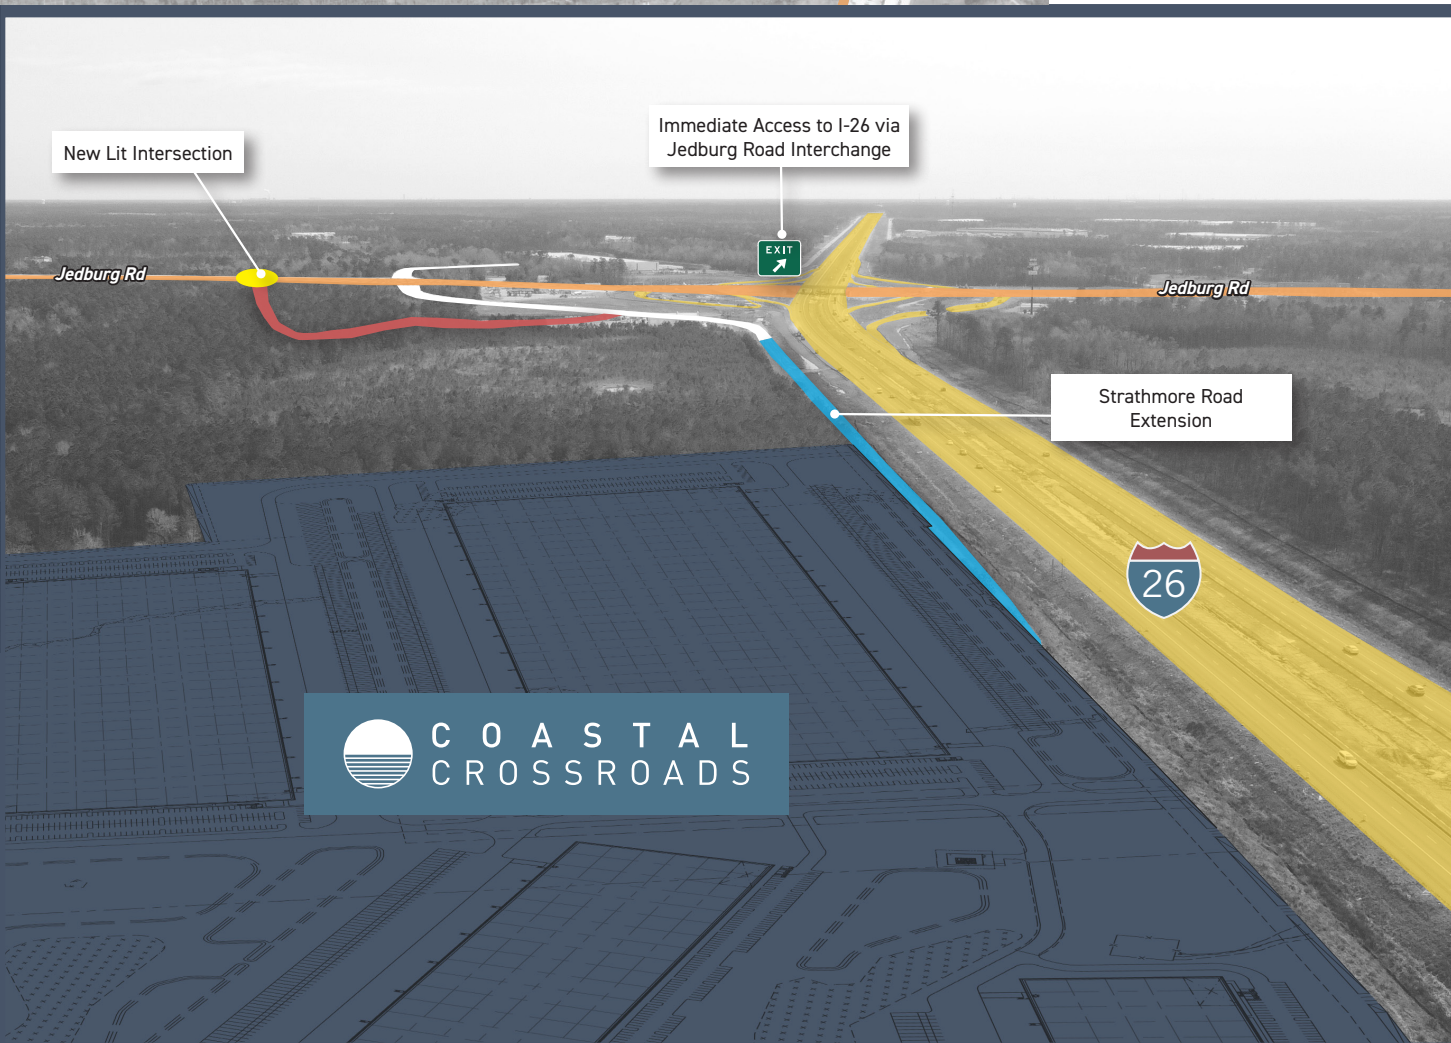 New Lit Intersection
Immediate Access to I-26 via
Jedburg Road Interchange
EXIT
Jedburg Rd
Jedburg Rd
Strathmore Road
Extension
26
COASTAL
CROSSROADS